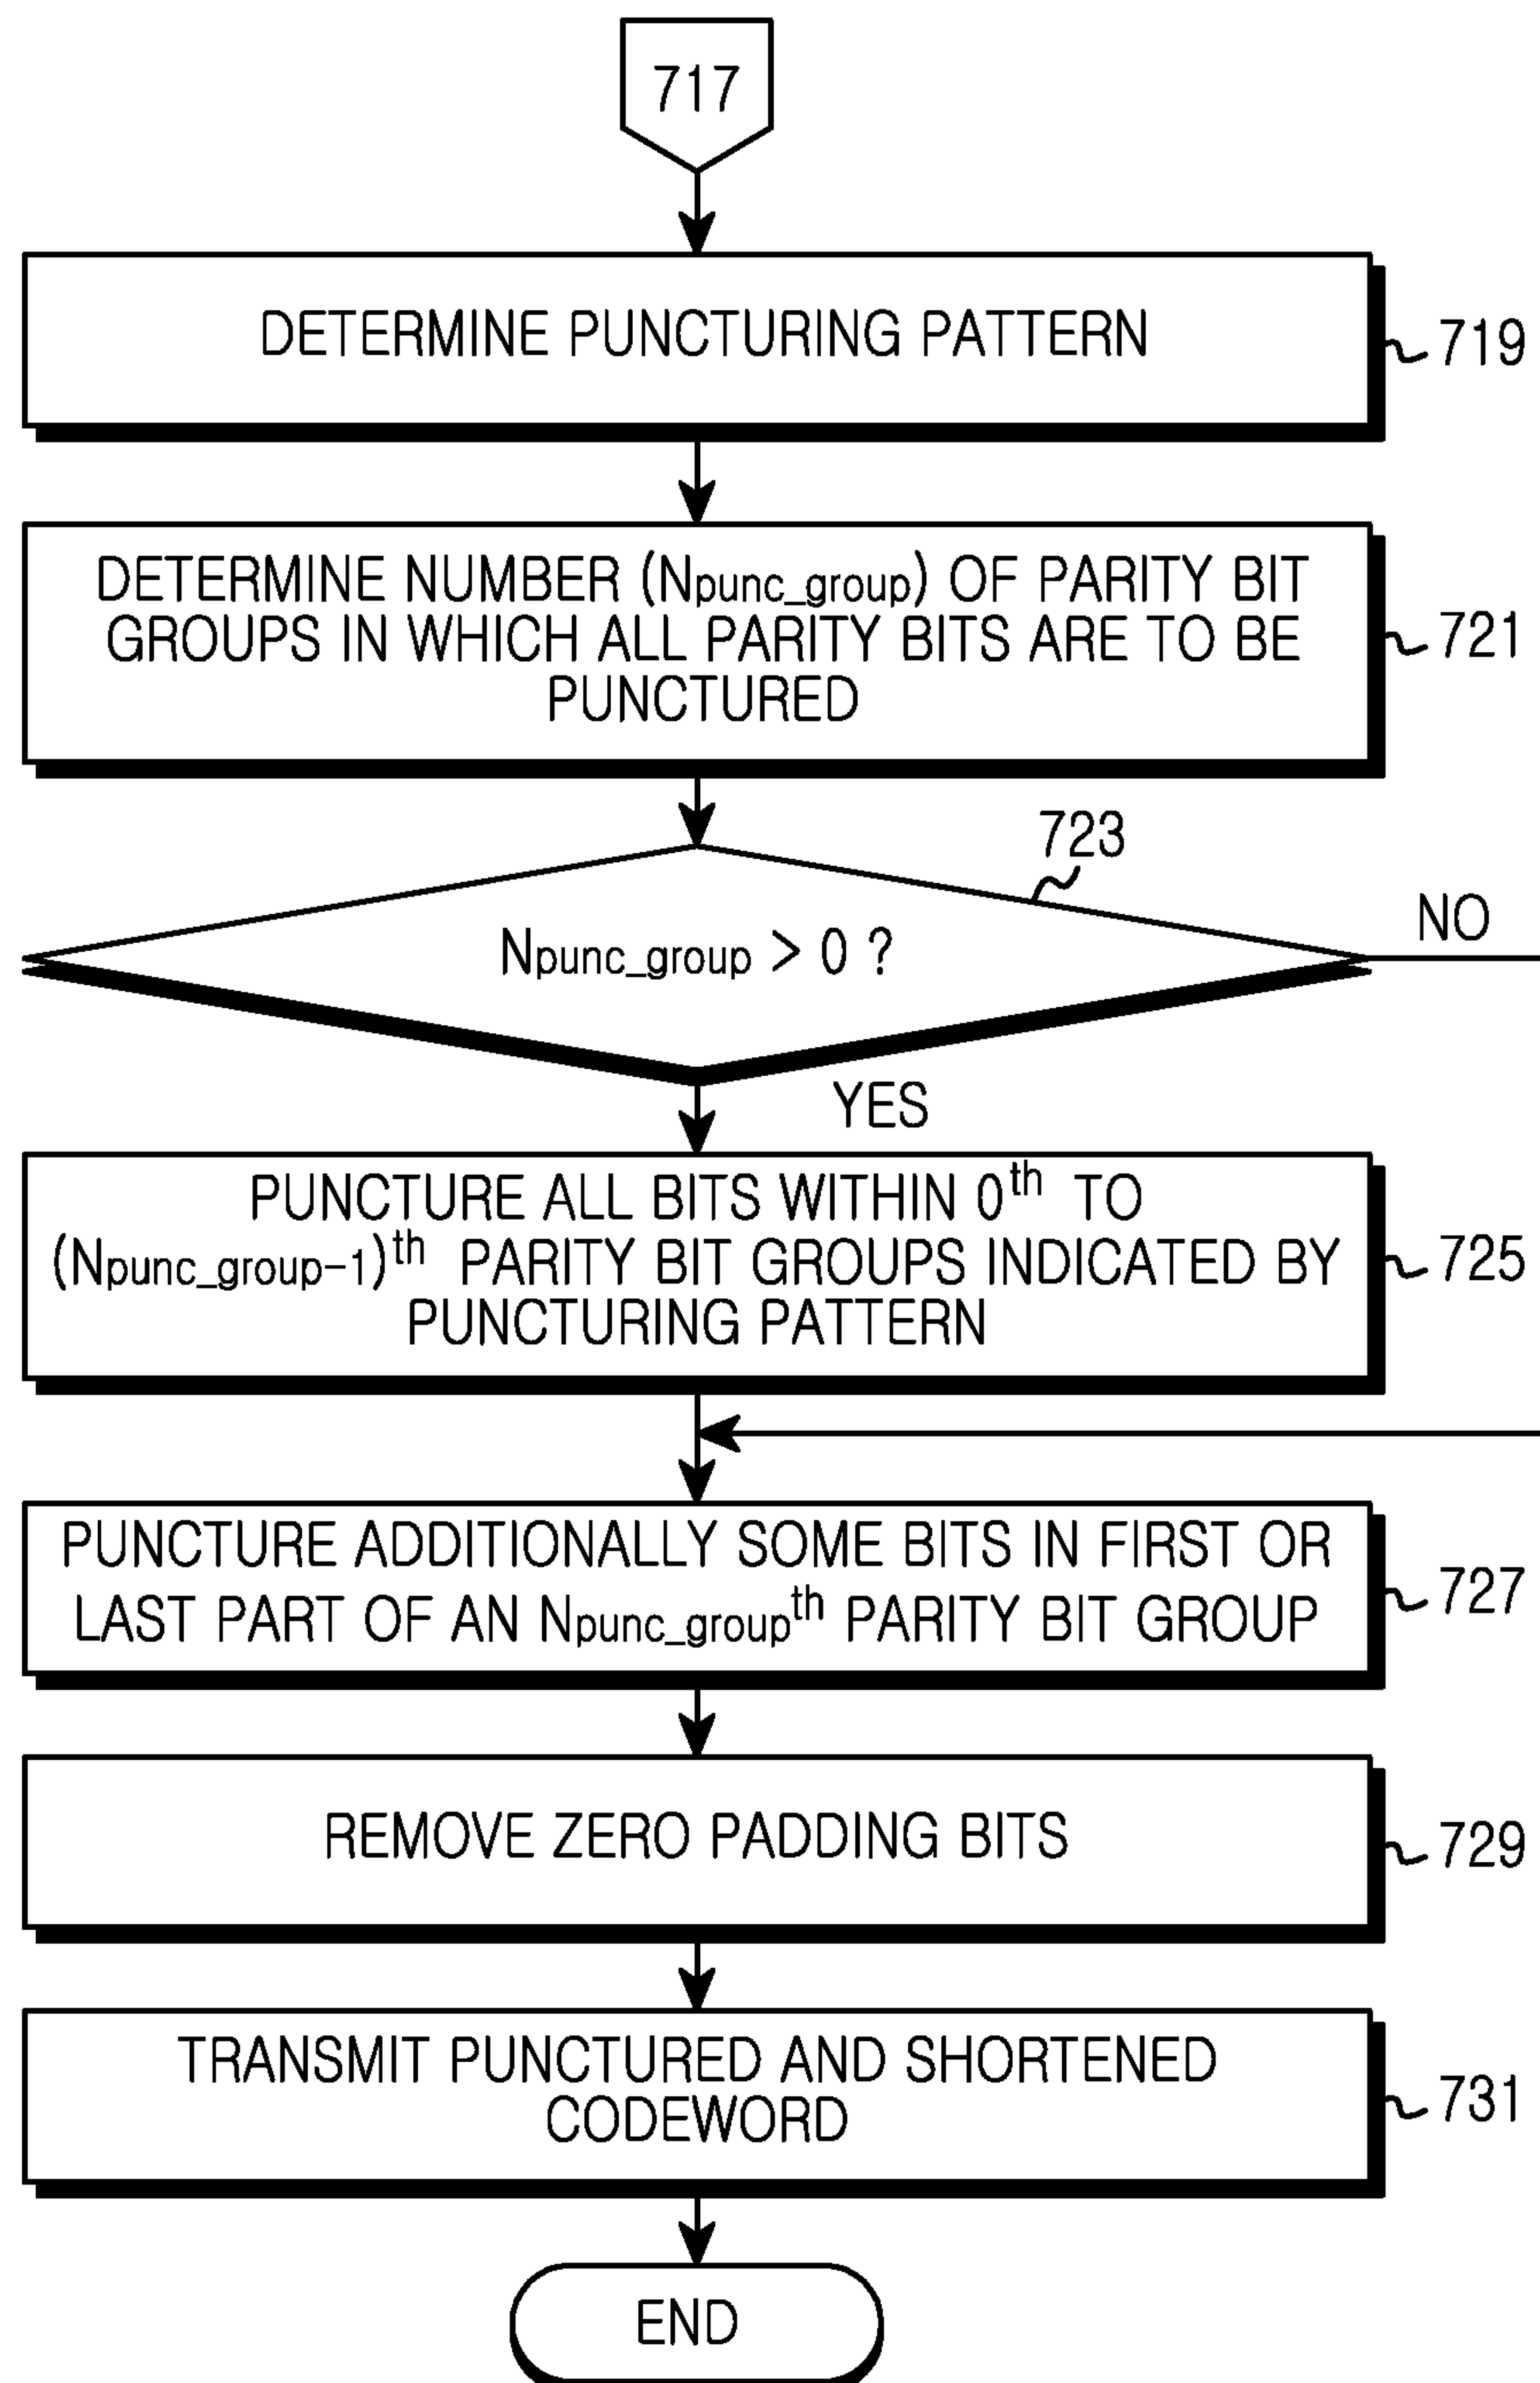 717
DETERMINE PUNCTURING PATTERN
719
DETERMINE NUMBER (Npunc_group) OF PARITY BIT
GROUPS IN WHICH ALL PARITY BITS ARE TO BE
PUNCTURED
721
723
Npunc_group > 0 ?
NO
YES
PUNCTURE ALL BITS WITHIN 0th TO
(Npunc_group-1)th PARITY BIT GROUPS INDICATED BY
PUNCTURING PATTERN
725
PUNCTURE ADDITIONALLY SOME BITS IN FIRST OR
LAST PART OF AN Npunc_groupth PARITY BIT GROUP
727
REMOVE ZERO PADDING BITS
729
TRANSMIT PUNCTURED AND SHORTENED
CODEWORD
731
END